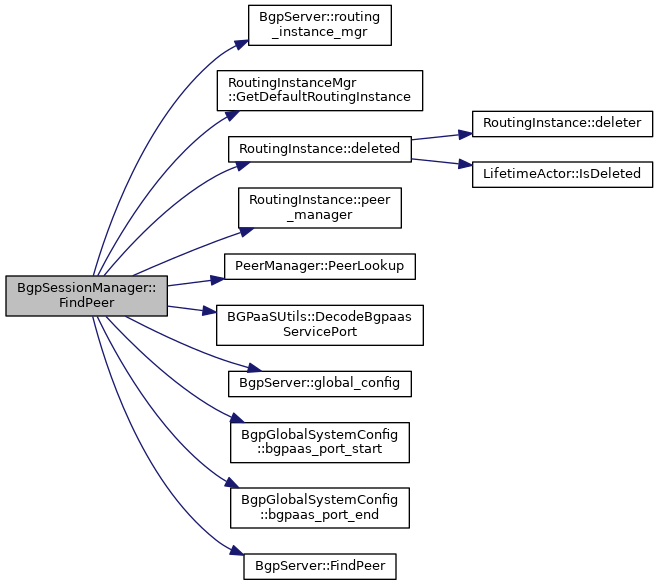 BgpServer::routing
_instance_mgr
RoutingInstanceMgr
::GetDefaultRoutingInstance
RoutingInstance::deleted
RoutingInstance::deleter
LifetimeActor::IsDeleted
RoutingInstance::peer
_manager
PeerManager::PeerLookup
BgpSessionManager::
FindPeer
BGPaaSUtils::DecodeBgpaas
ServicePort
BgpServer::global_config
BgpGlobalSystemConfig
::bgpaas_port_start
BgpGlobalSystemConfig
::bgpaas_port_end
BgpServer::FindPeer